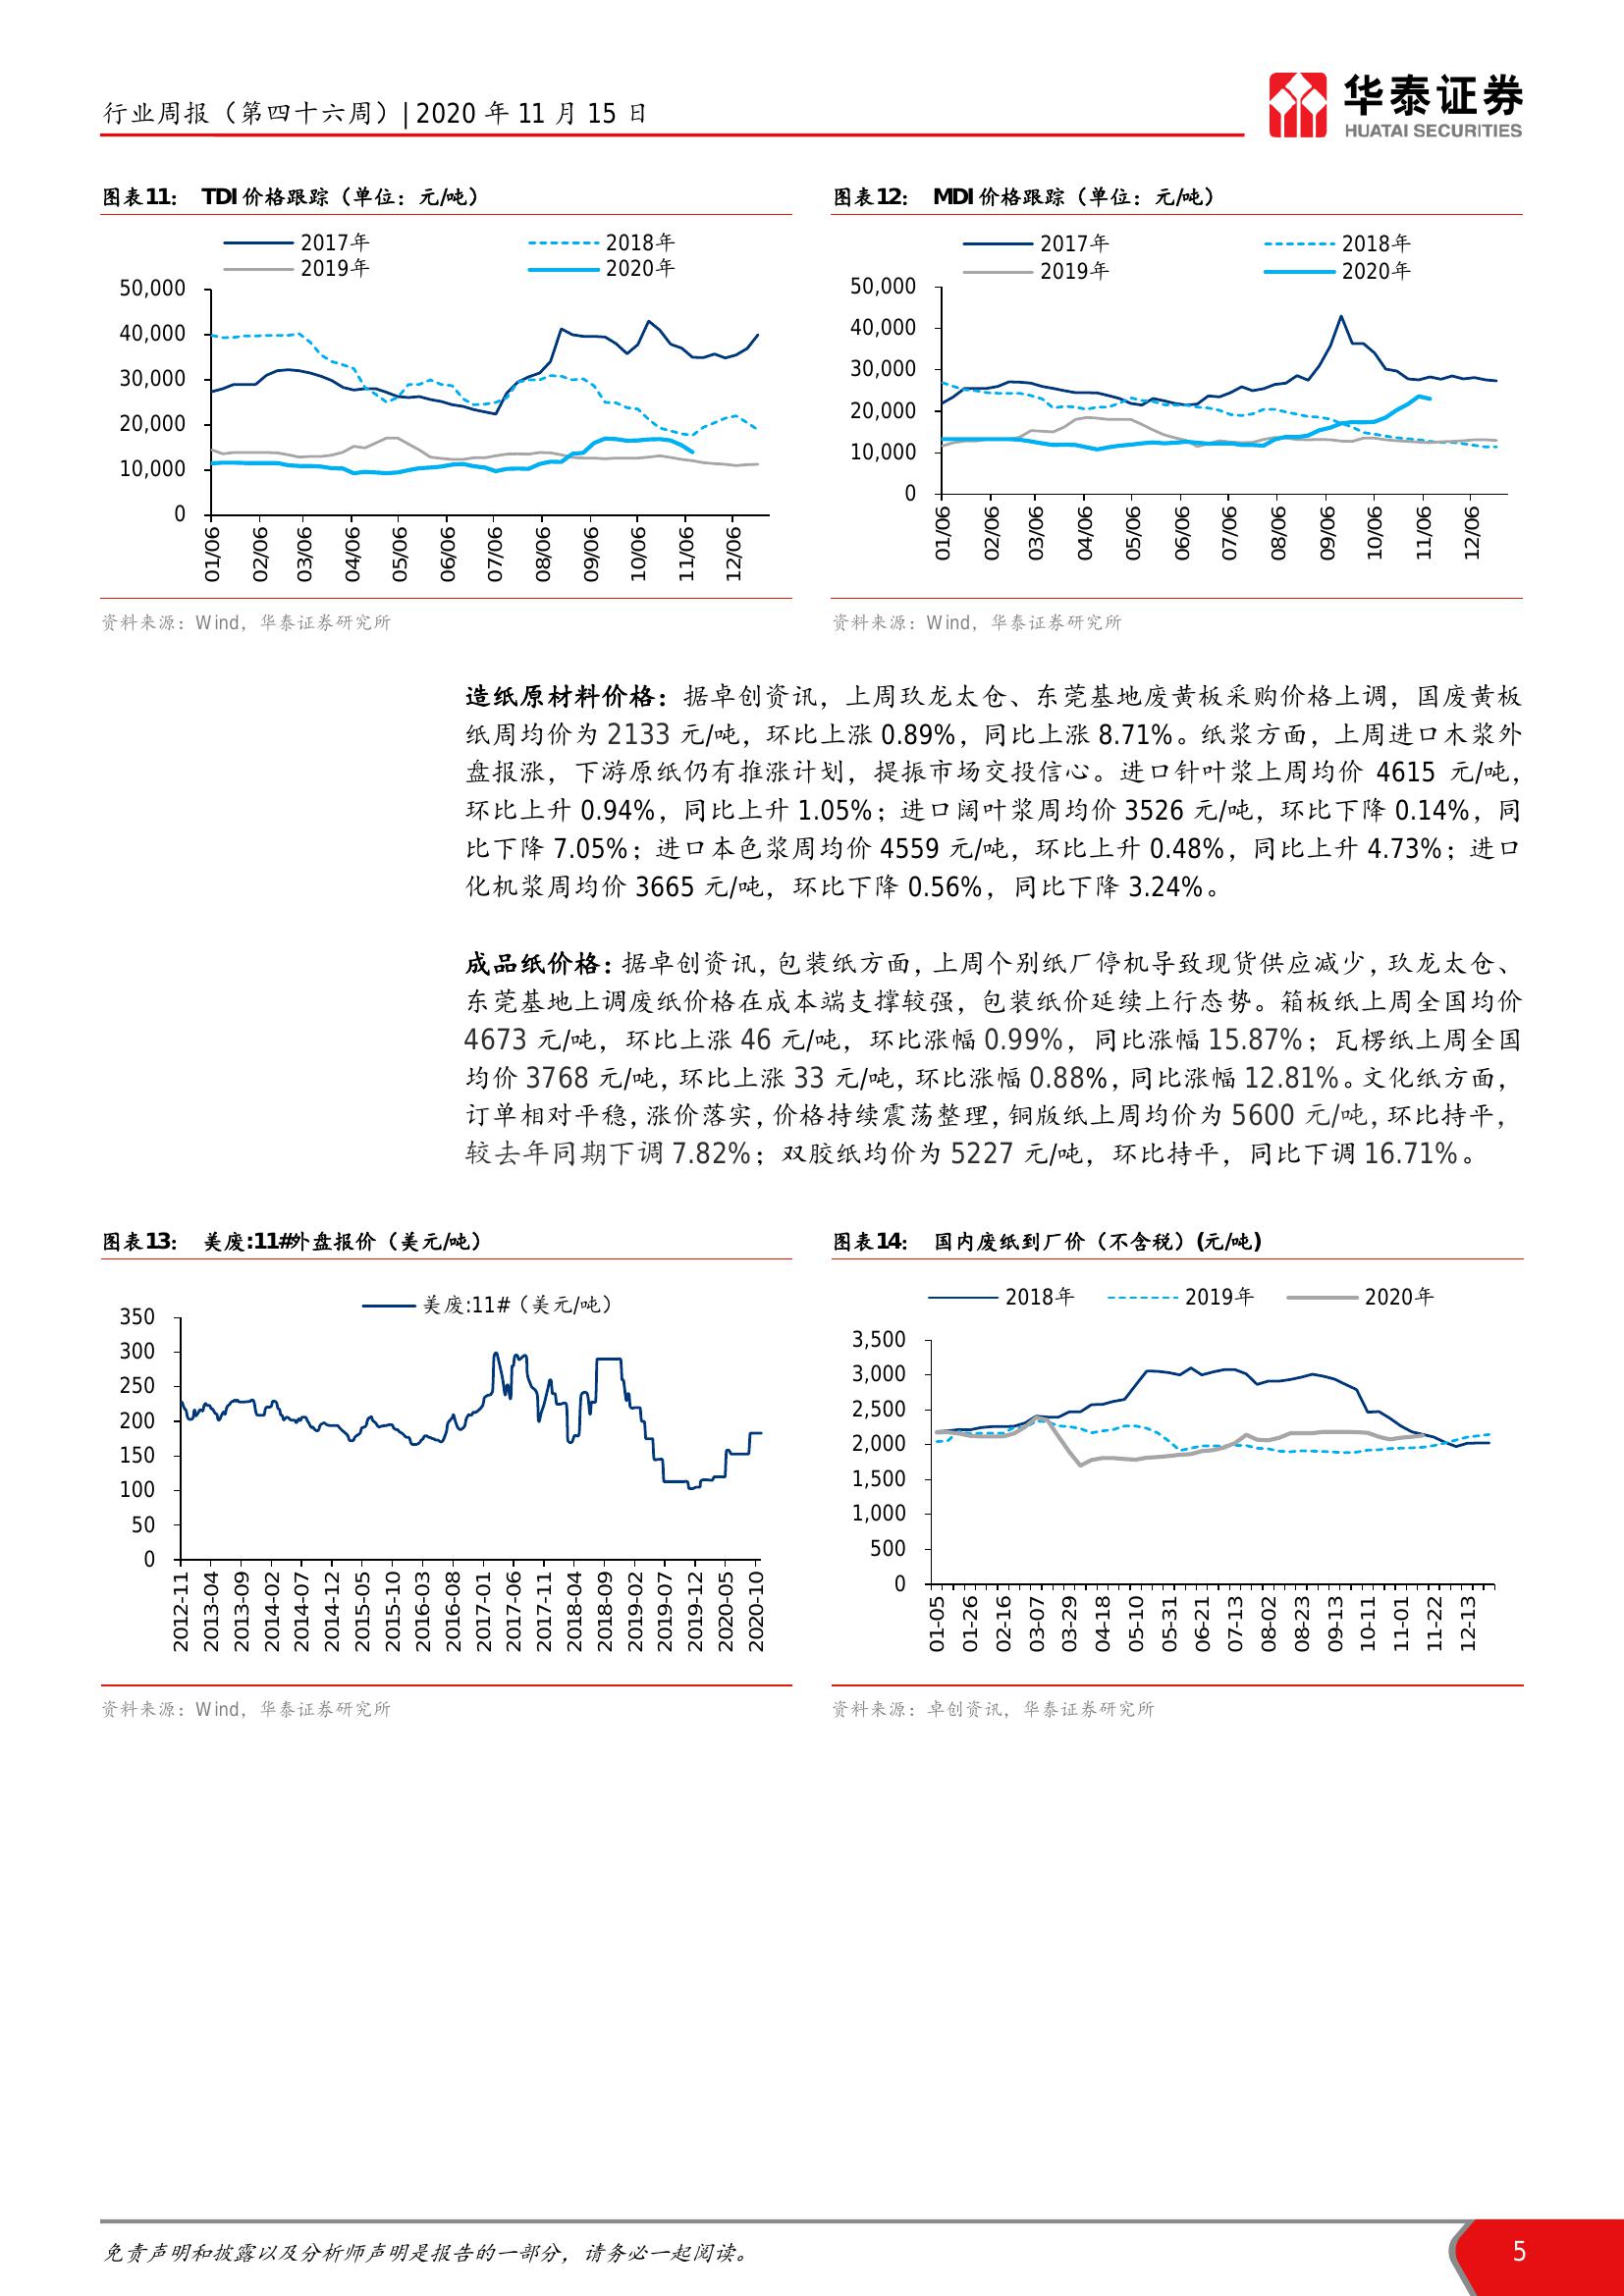 行业周报（第四十六周）| 2020 年 11 月 15 日
华泰证券
HUATAI SECURITIES
图表11： TDI 价格跟踪（单位：元/吨）
2017年 2018年
2019年 2020年
50,000
40,000
30,000
20,000
10,000
0
01/06 02/06 03/06 04/06 05/06 06/06 07/06 08/06 09/06 10/06 11/06 12/06
资料来源：Wind，华泰证券研究所
图表12： MDI 价格跟踪（单位：元/吨）
2017年 2018年
2019年 2020年
50,000
40,000
30,000
20,000
10,000
0
01/06 02/06 03/06 04/06 05/06 06/06 07/06 08/06 09/06 10/06 11/06 12/06
资料来源：Wind，华泰证券研究所
造纸原材料价格：据卓创资讯，上周玖龙太仓、东莞基地废黄板采购价格上调，国废黄板
纸周均价为 2133 元/吨，环比上涨 0.89%，同比上涨 8.71%。纸浆方面，上周进口木浆外
盘报涨，下游原纸仍有推涨计划，提振市场交投信心。进口针叶浆上周均价 4615 元/吨，
环比上升 0.94%，同比上升 1.05%；进口阔叶浆周均价 3526 元/吨，环比下降 0.14%，同
比下降 7.05%；进口本色浆周均价 4559 元/吨，环比上升 0.48%，同比上升 4.73%；进口
化机浆周均价 3665 元/吨，环比下降 0.56%，同比下降 3.24%。
成品纸价格：据卓创资讯，包装纸方面，上周个别纸厂停机导致现货供应减少，玖龙太仓、
东莞基地上调废纸价格在成本端支撑较强，包装纸价延续上行态势。箱板纸上周全国均价
4673 元/吨，环比上涨 46 元/吨，环比涨幅 0.99%，同比涨幅 15.87%；瓦楞纸上周全国
均价 3768 元/吨，环比上涨 33 元/吨，环比涨幅 0.88%，同比涨幅 12.81%。文化纸方面，
订单相对平稳，涨价落实，价格持续震荡整理，铜版纸上周均价为 5600 元/吨，环比持平，
较去年同期下调 7.82%；双胶纸均价为 5227 元/吨，环比持平，同比下调 16.71%。
图表13： 美废:11#外盘报价（美元/吨）
美废:11#（美元/吨）
350
300
250
200
150
100
50
0
2012-11 2013-04 2013-09 2014-02 2014-07 2014-12 2015-05 2015-10 2016-03 2016-08 2017-01 2017-06 2017-11 2018-04 2018-09 2019-02 2019-07 2019-12 2020-05 2020-10
资料来源：Wind，华泰证券研究所
图表14： 国内废纸到厂价（不含税）(元/吨)
2018年 2019年 2020年
3,500
3,000
2,500
2,000
1,500
1,000
500
0
01-05 01-26 02-16 03-07 03-29 04-18 05-10 05-31 06-21 07-13 08-02 08-23 09-13 10-11 11-01 11-22 12-13
资料来源：卓创资讯，华泰证券研究所
免责声明和披露以及分析师声明是报告的一部分，请务必一起阅读。
5